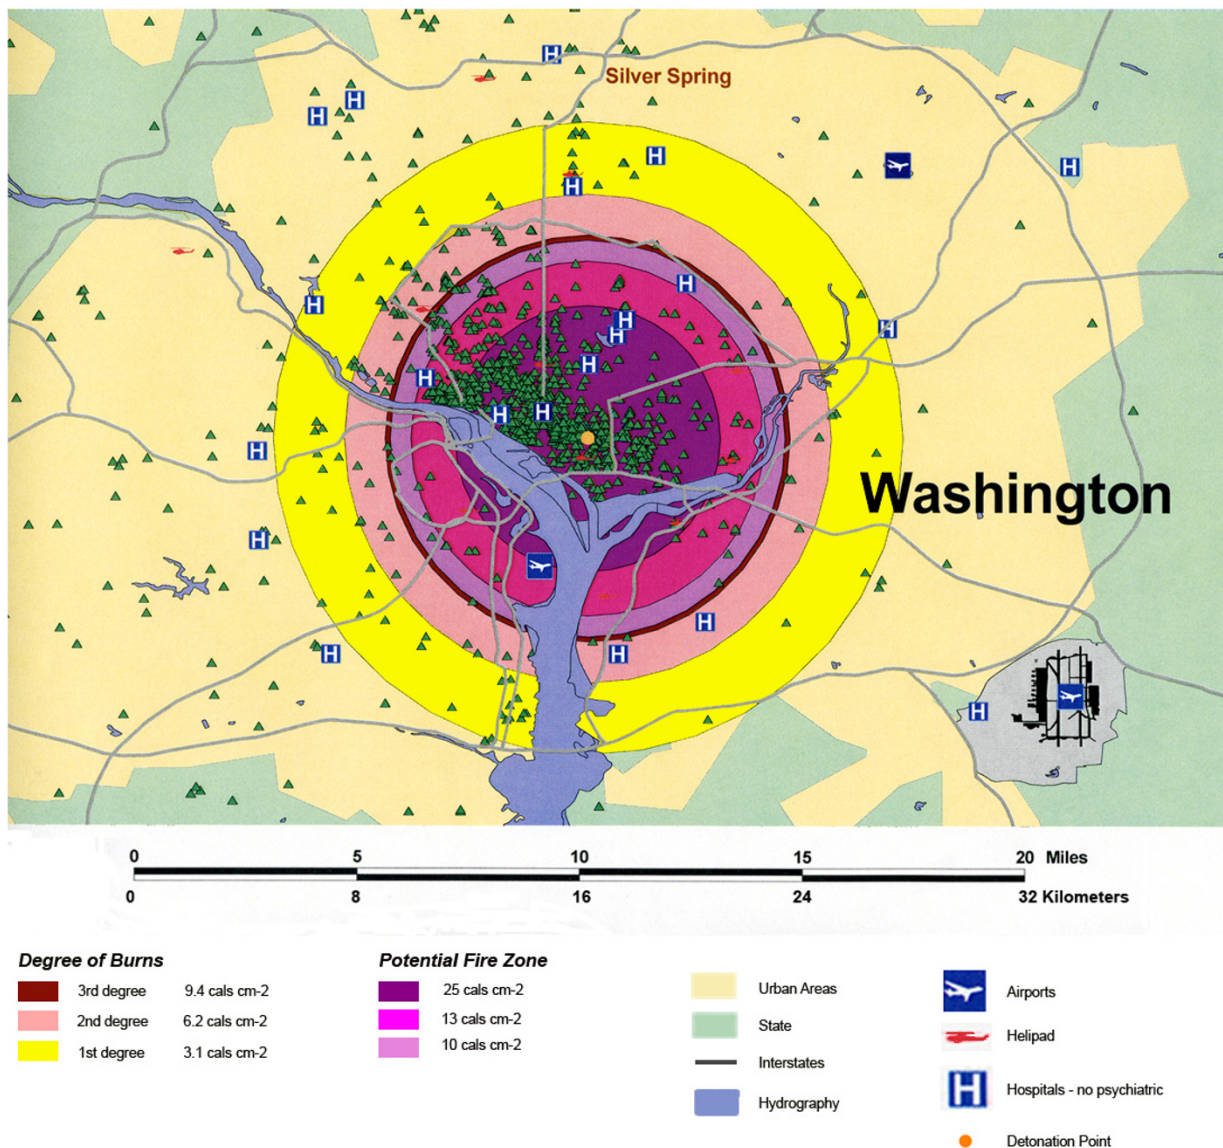 Silver Spring
Washington
0 5 10 15 20 Miles
0 8 16 24 32 Kilometers
Degree of Burns
3rd degree 9.4 cals cm-2
2nd degree 6.2 cals cm-2
1st degree 3.1 cals cm-2
Potential Fire Zone
25 cals cm-2
13 cals cm-2
10 cals cm-2
Urban Areas
State
Interstates
Hydrography
Airports
Helipad
H Hospitals - no psychiatric
Detonation Point